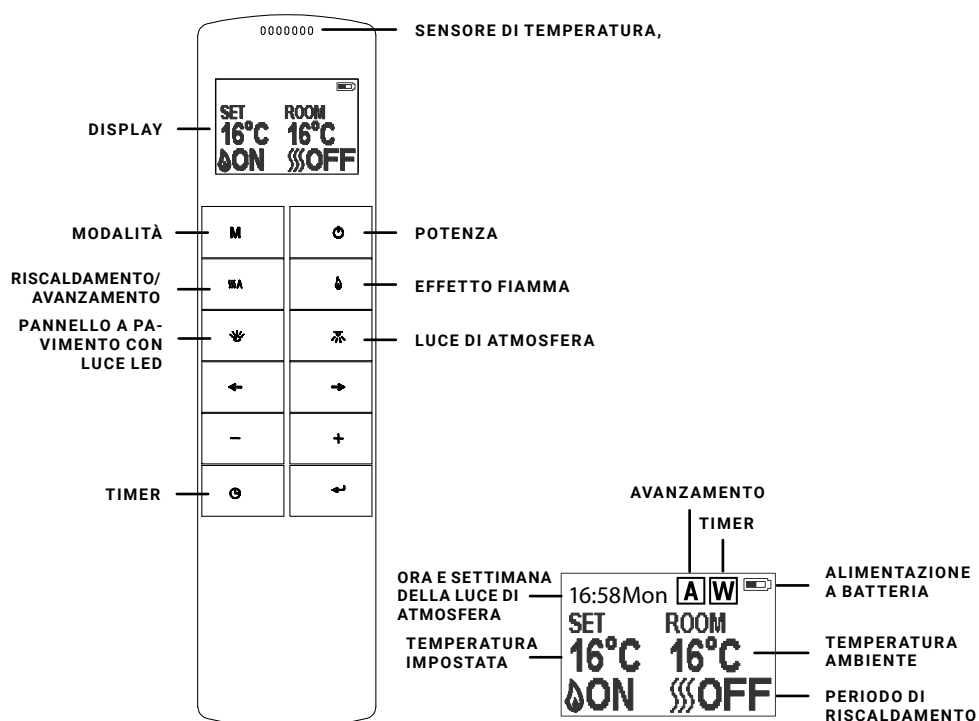 SENSORE DI TEMPERATURA,
SET ROOM
16°C 16°C
ON OFF
DISPLAY
MODALITÀ
M
POTENZA
RISCALDAMENTO/
AVANZAMENTO
A
EFFETTO FIAMMA
PANNELLO A PA-
VIMENTO CON
LUCE LED
LUCE DI ATMOSFERA
←
→
−
+
TIMER
AVANZAMENTO
TIMER
ORA E SETTIMANA
DELLA LUCE DI
ATMOSFERA
16:58Mon A W
ALIMENTAZIONE
A BATTERIA
SET ROOM
TEMPERATURA
IMPOSTATA
16°C 16°C
TEMPERATURA
AMBIENTE
ON OFF
PERIODO DI
RISCALDAMENTO